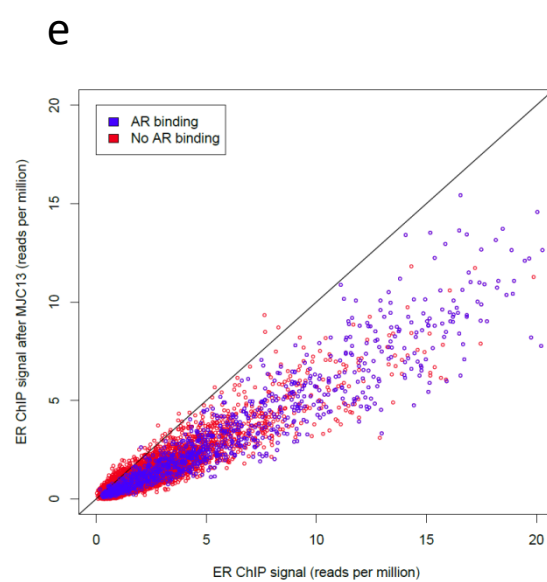 e
AR binding
No AR binding
ER ChIP signal after MJC13 (reads per million)
20
15
10
5
0
0 5 10 15 20
ER ChIP signal (reads per million)